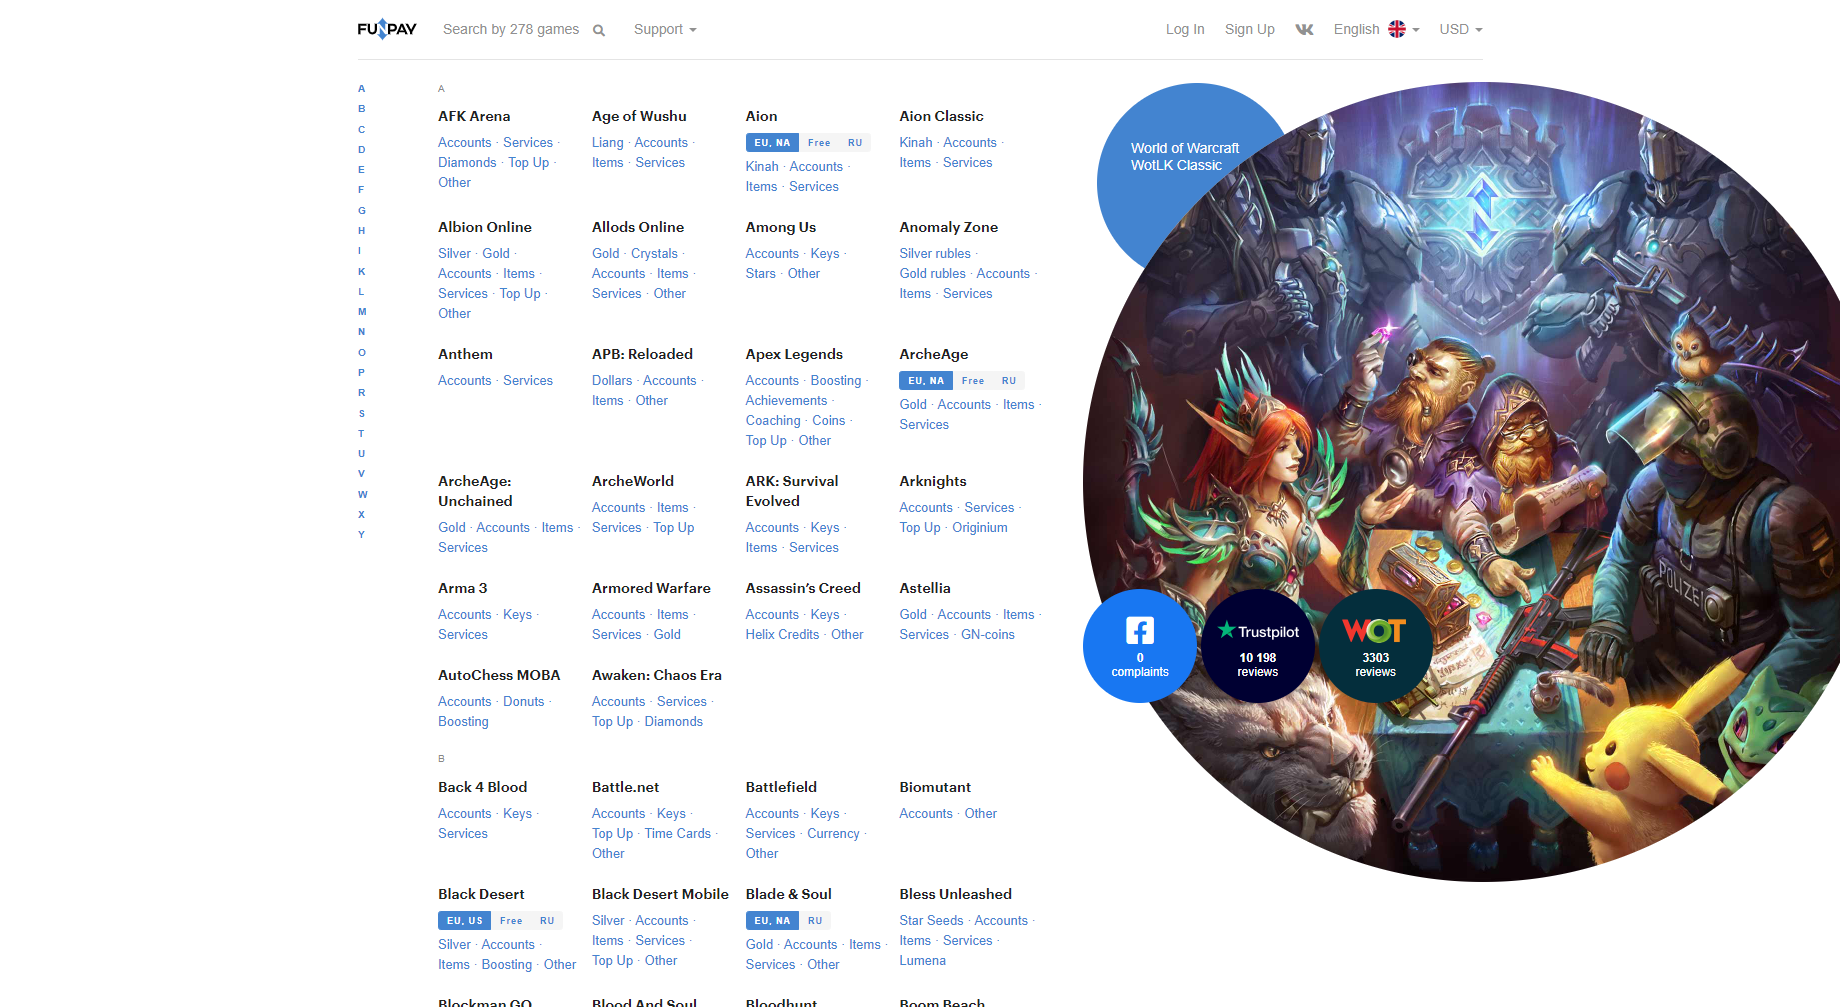 FUNPAY Search by 278 games Support Log In Sign Up VK English USD
A
B
C
D
E
F
G
H
I
K
L
M
N
O
P
R
S
T
U
V
W
X
Y
A
AFK Arena
Accounts · Services ·
Diamonds · Top Up ·
Other
Age of Wushu
Liang · Accounts ·
Items · Services
Aion
EU, NA Free RU
Kinah · Accounts ·
Items · Services
Aion Classic
Kinah · Accounts ·
Items · Services
Albion Online
Silver · Gold ·
Accounts · Items ·
Services · Top Up ·
Other
Allods Online
Gold · Crystals ·
Accounts · Items ·
Services · Other
Among Us
Accounts · Keys ·
Stars · Other
Anomaly Zone
Silver rubles ·
Gold rubles · Accounts ·
Items · Services
Anthem
Accounts · Services
APB: Reloaded
Dollars · Accounts ·
Items · Other
Apex Legends
Accounts · Boosting ·
Achievements ·
Coaching · Coins ·
Top Up · Other
ArcheAge
EU, NA Free RU
Gold · Accounts · Items ·
Services
ArcheAge:
Unchained
Gold · Accounts · Items ·
Services
ArcheWorld
Accounts · Items ·
Services · Top Up
ARK: Survival
Evolved
Accounts · Keys ·
Items · Services
Arknights
Accounts · Services ·
Top Up · Originium
Arma 3
Accounts · Keys ·
Services
Armored Warfare
Accounts · Items ·
Services · Gold
Assassin’s Creed
Accounts · Keys ·
Helix Credits · Other
Astellia
Gold · Accounts · Items ·
Services · GN-coins
AutoChess MOBA
Accounts · Donuts ·
Boosting
Awaken: Chaos Era
Accounts · Services ·
Top Up · Diamonds
B
Back 4 Blood
Accounts · Keys ·
Services
Battle.net
Accounts · Keys ·
Top Up · Time Cards ·
Other
Battlefield
Accounts · Keys ·
Services · Currency ·
Other
Biomutant
Accounts · Other
Black Desert
EU, US Free RU
Silver · Accounts ·
Items · Boosting · Other
Black Desert Mobile
Silver · Accounts ·
Items · Services ·
Top Up · Other
Blade & Soul
EU, NA RU
Gold · Accounts · Items ·
Services · Other
Bless Unleashed
Star Seeds · Accounts ·
Items · Services ·
Lumena
Blockman GO
Blood And Soul
Bloodhunt
Boom Beach
World of Warcraft
WotLK Classic
N
POLIZEI
0
complaints
Trustpilot
10 198
reviews
WOT
3303
reviews